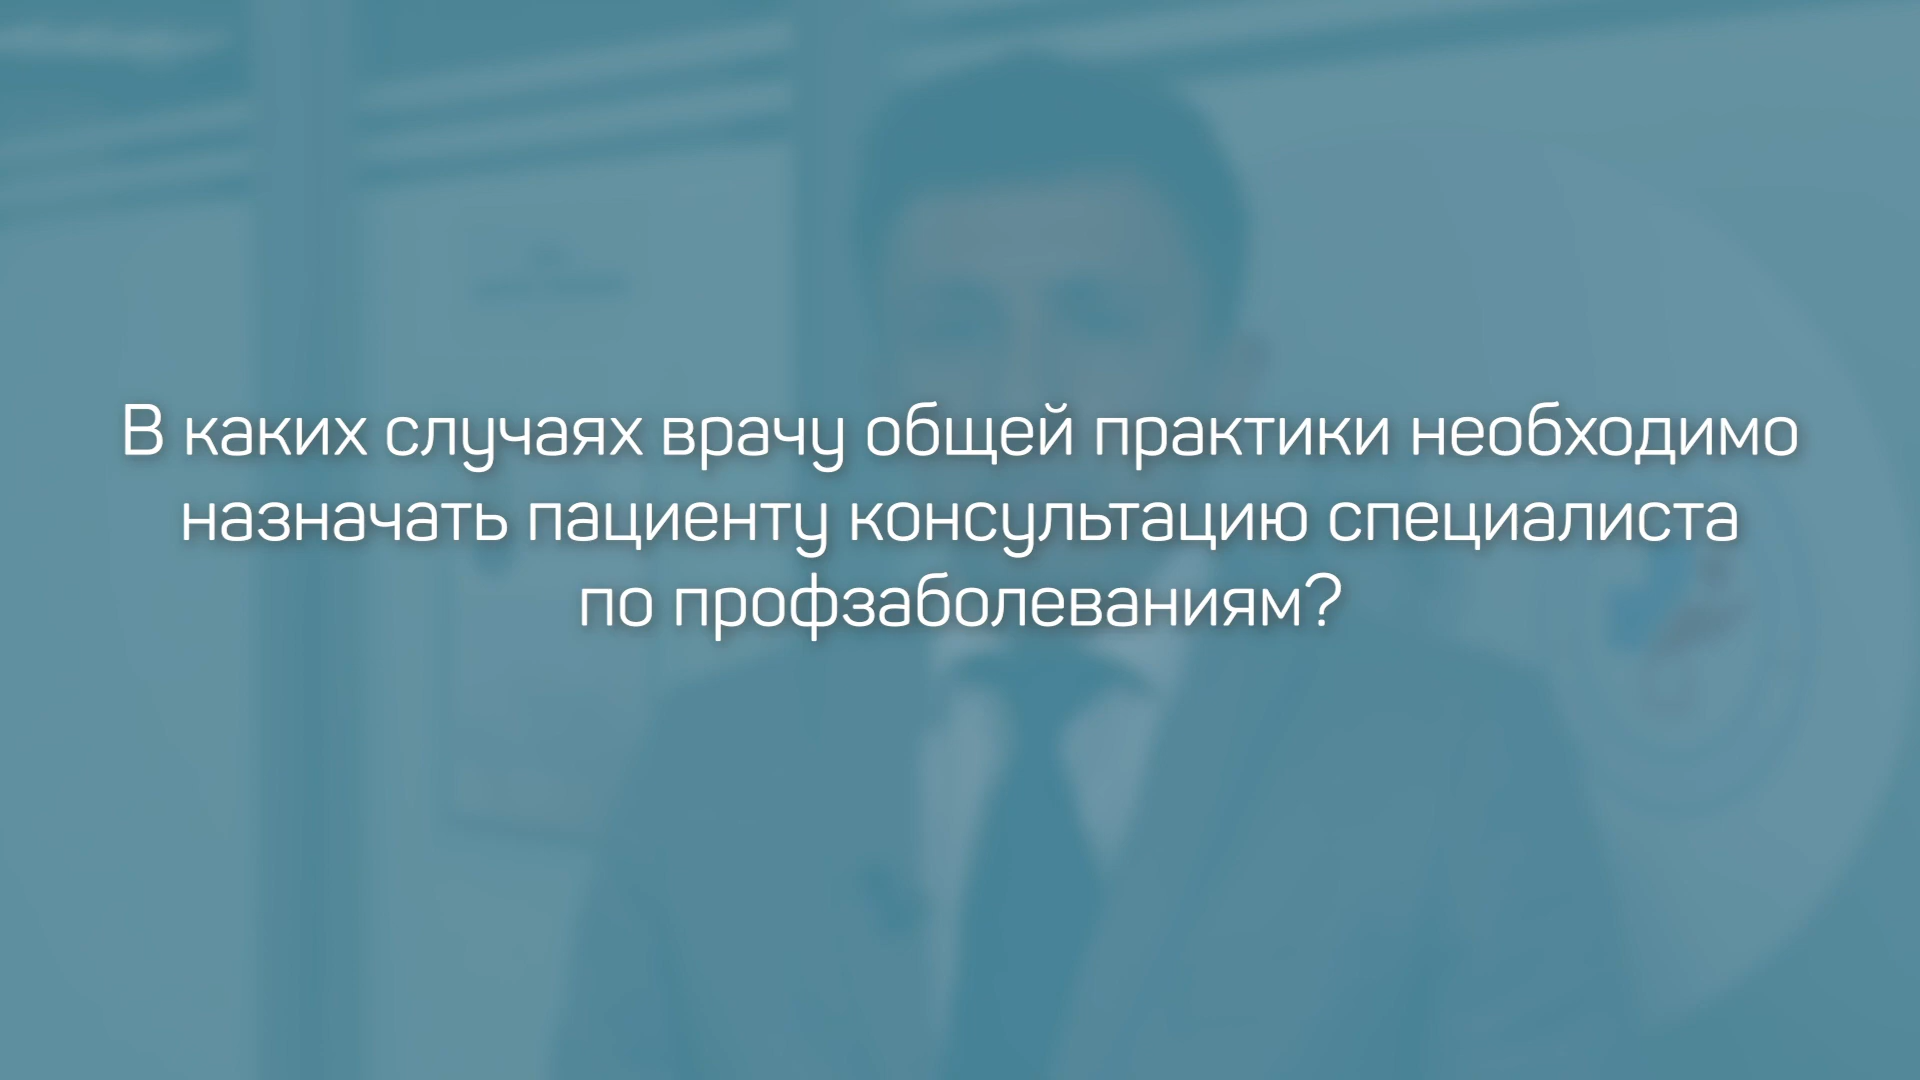 В каких случаях врачу общей практики необходимо
назначать пациенту консультацию специалиста
по профзаболеваниям?